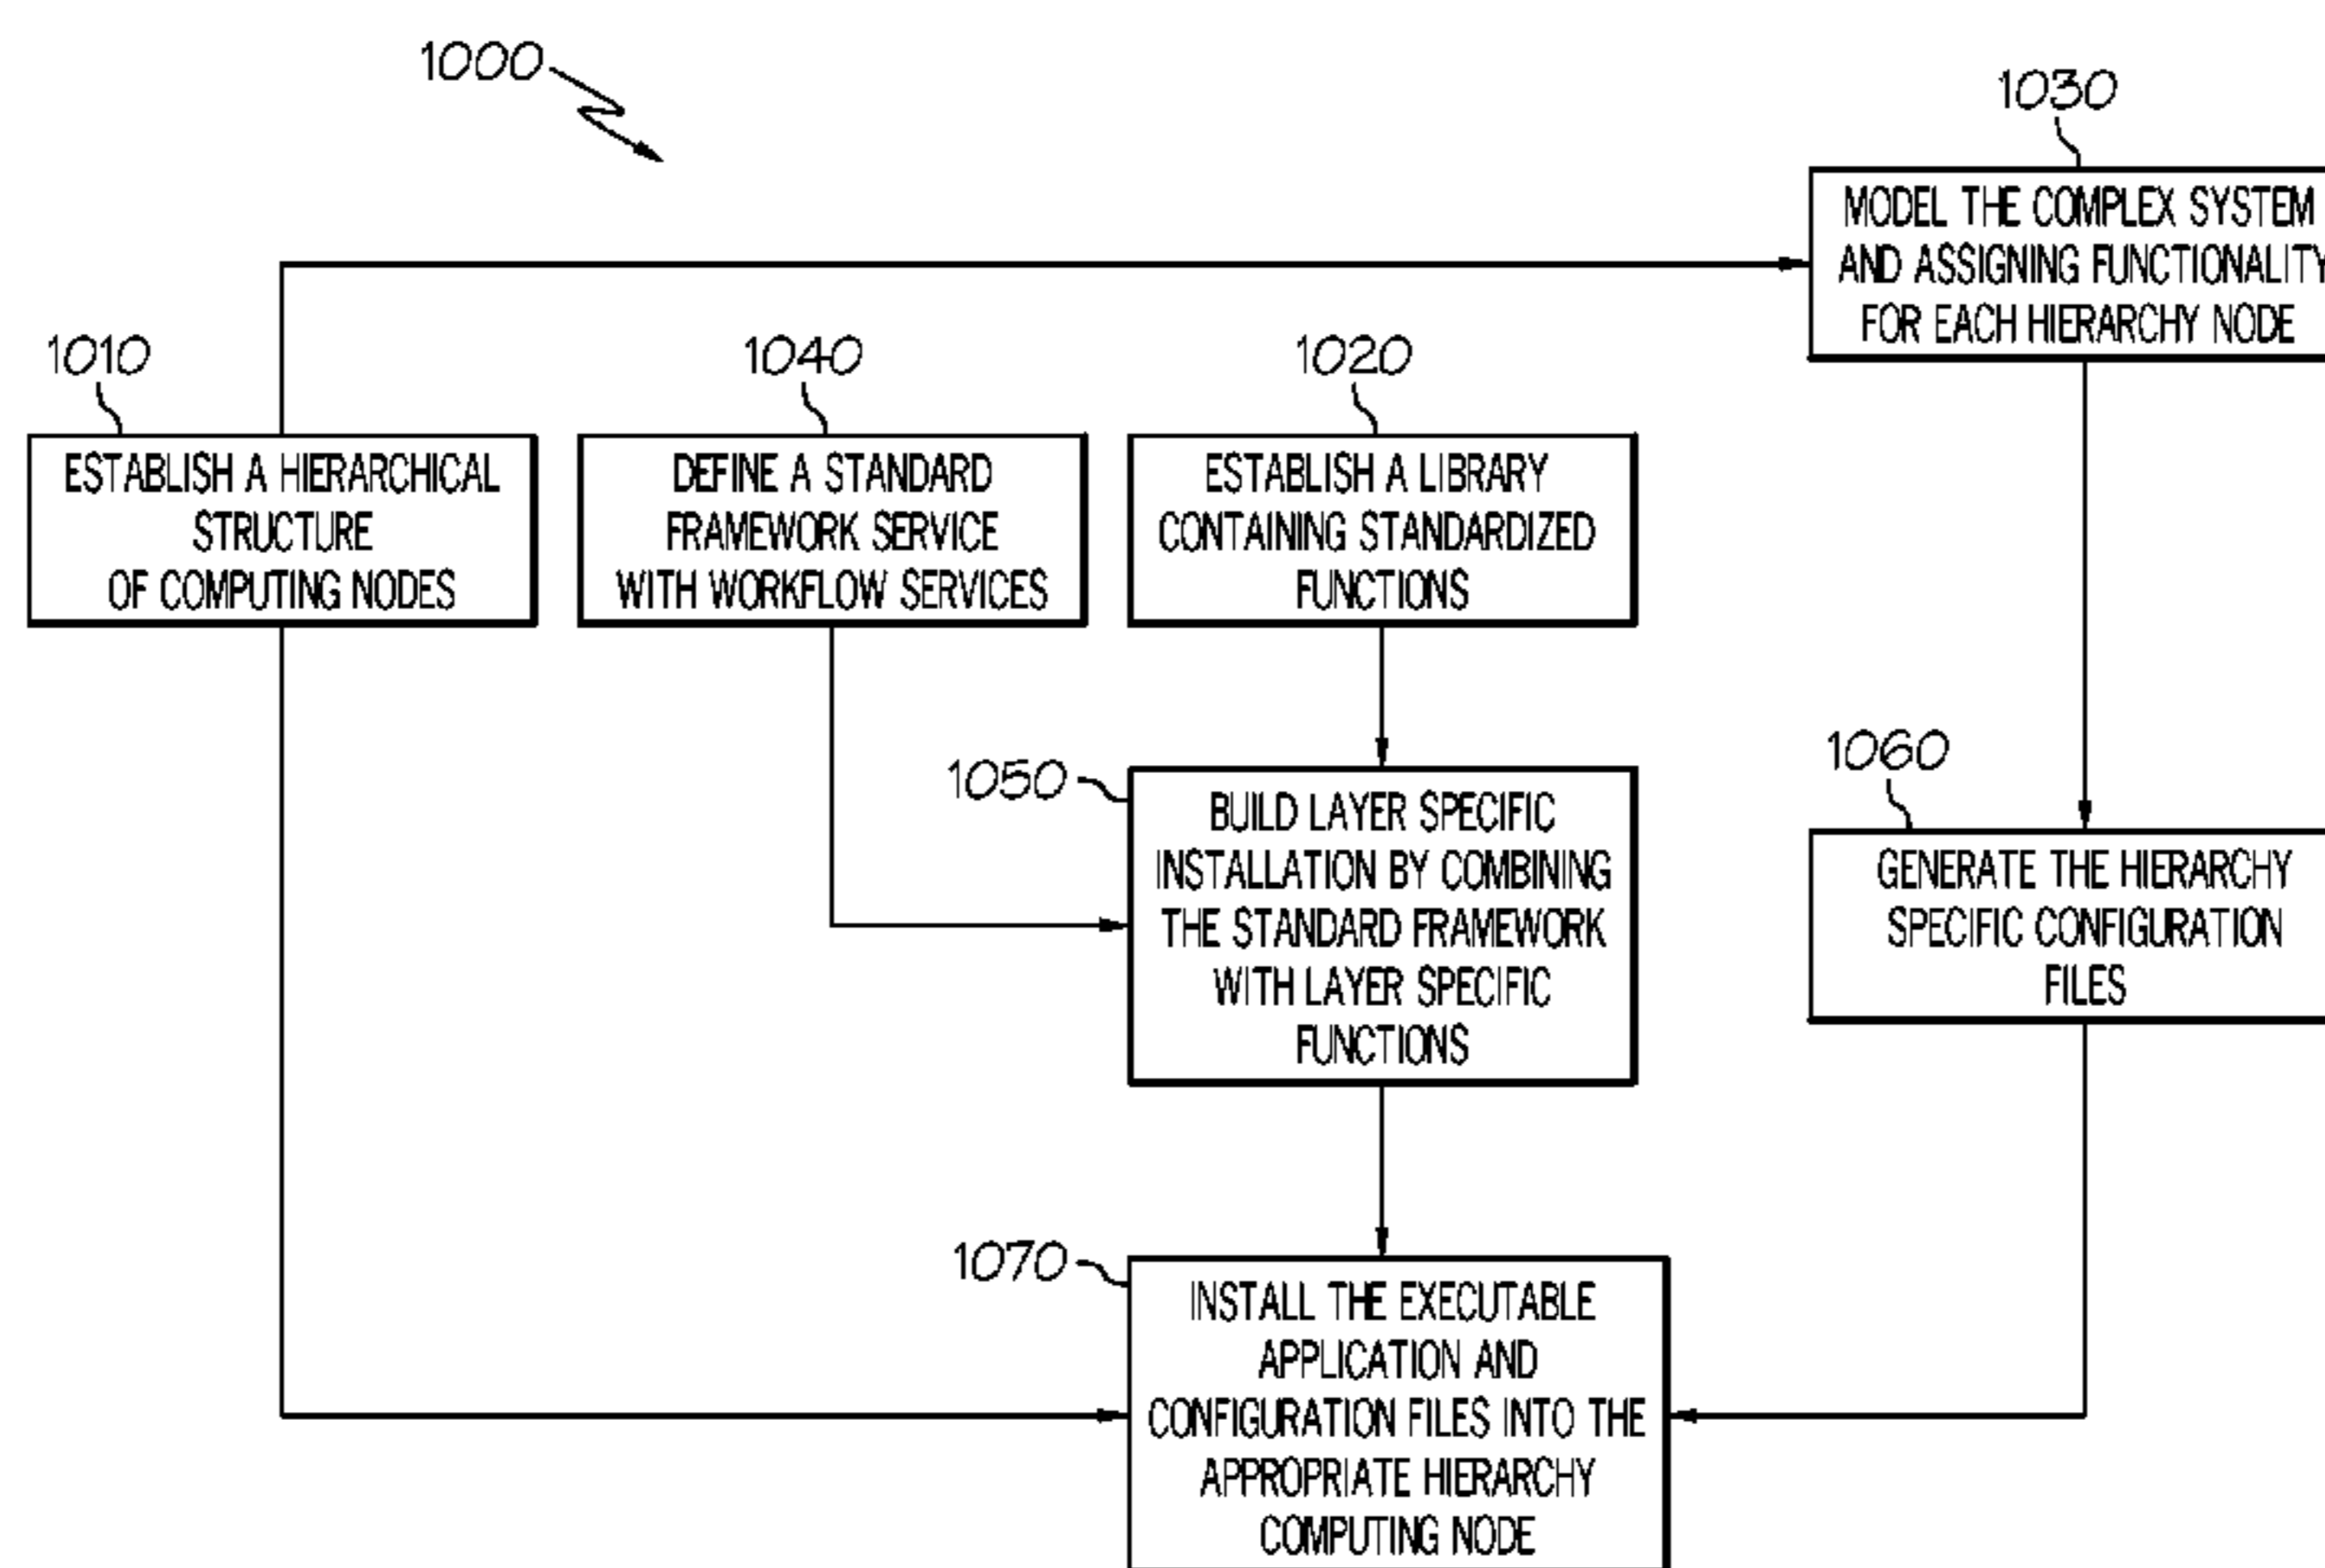 1000
1030
MODEL THE COMPLEX SYSTEM
AND ASSIGNING FUNCTIONALITY
FOR EACH HIERARCHY NODE
1010
ESTABLISH A HIERARCHICAL
STRUCTURE
OF COMPUTING NODES
1040
DEFINE A STANDARD
FRAMEWORK SERVICE
WITH WORKFLOW SERVICES
1020
ESTABLISH A LIBRARY
CONTAINING STANDARDIZED
FUNCTIONS
1050
BUILD LAYER SPECIFIC
INSTALLATION BY COMBINING
THE STANDARD FRAMEWORK
WITH LAYER SPECIFIC
FUNCTIONS
1060
GENERATE THE HIERARCHY
SPECIFIC CONFIGURATION
FILES
1070
INSTALL THE EXECUTABLE
APPLICATION AND
CONFIGURATION FILES INTO THE
APPROPRIATE HIERARCHY
COMPUTING NODE